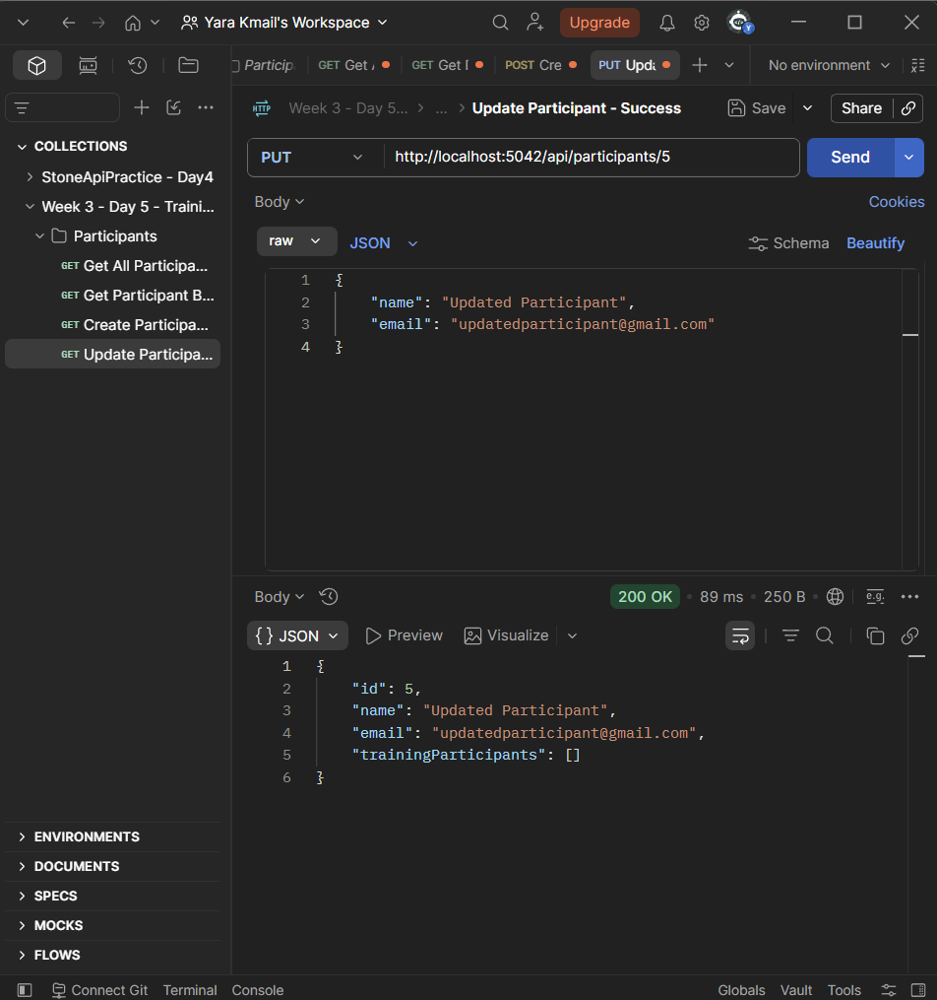 Yara Kmail's Workspace
Upgrade
Y
Particip
GET Get A
GET Get I
POST Cre
PUT Upda
No environment
HTTP
Week 3 - Day 5...
...
Update Participant - Success
Save
Share
COLLECTIONS
StoneApiPractice - Day4
Week 3 - Day 5 - Traini...
Participants
GET Get All Participa...
GET Get Participant B...
GET Create Participa...
GET Update Participa...
PUT
http://localhost:5042/api/participants/5
Send
Body
Cookies
raw
JSON
Schema
Beautify
1 {
2 "name": "Updated Participant",
3 "email": "updatedparticipant@gmail.com"
4 }
Body
200 OK
89 ms
250 B
e.g.
{} JSON
Preview
Visualize
1 {
2 "id": 5,
3 "name": "Updated Participant",
4 "email": "updatedparticipant@gmail.com",
5 "trainingParticipants": []
6 }
ENVIRONMENTS
DOCUMENTS
SPECS
MOCKS
FLOWS
Connect Git
Terminal
Console
Globals
Vault
Tools